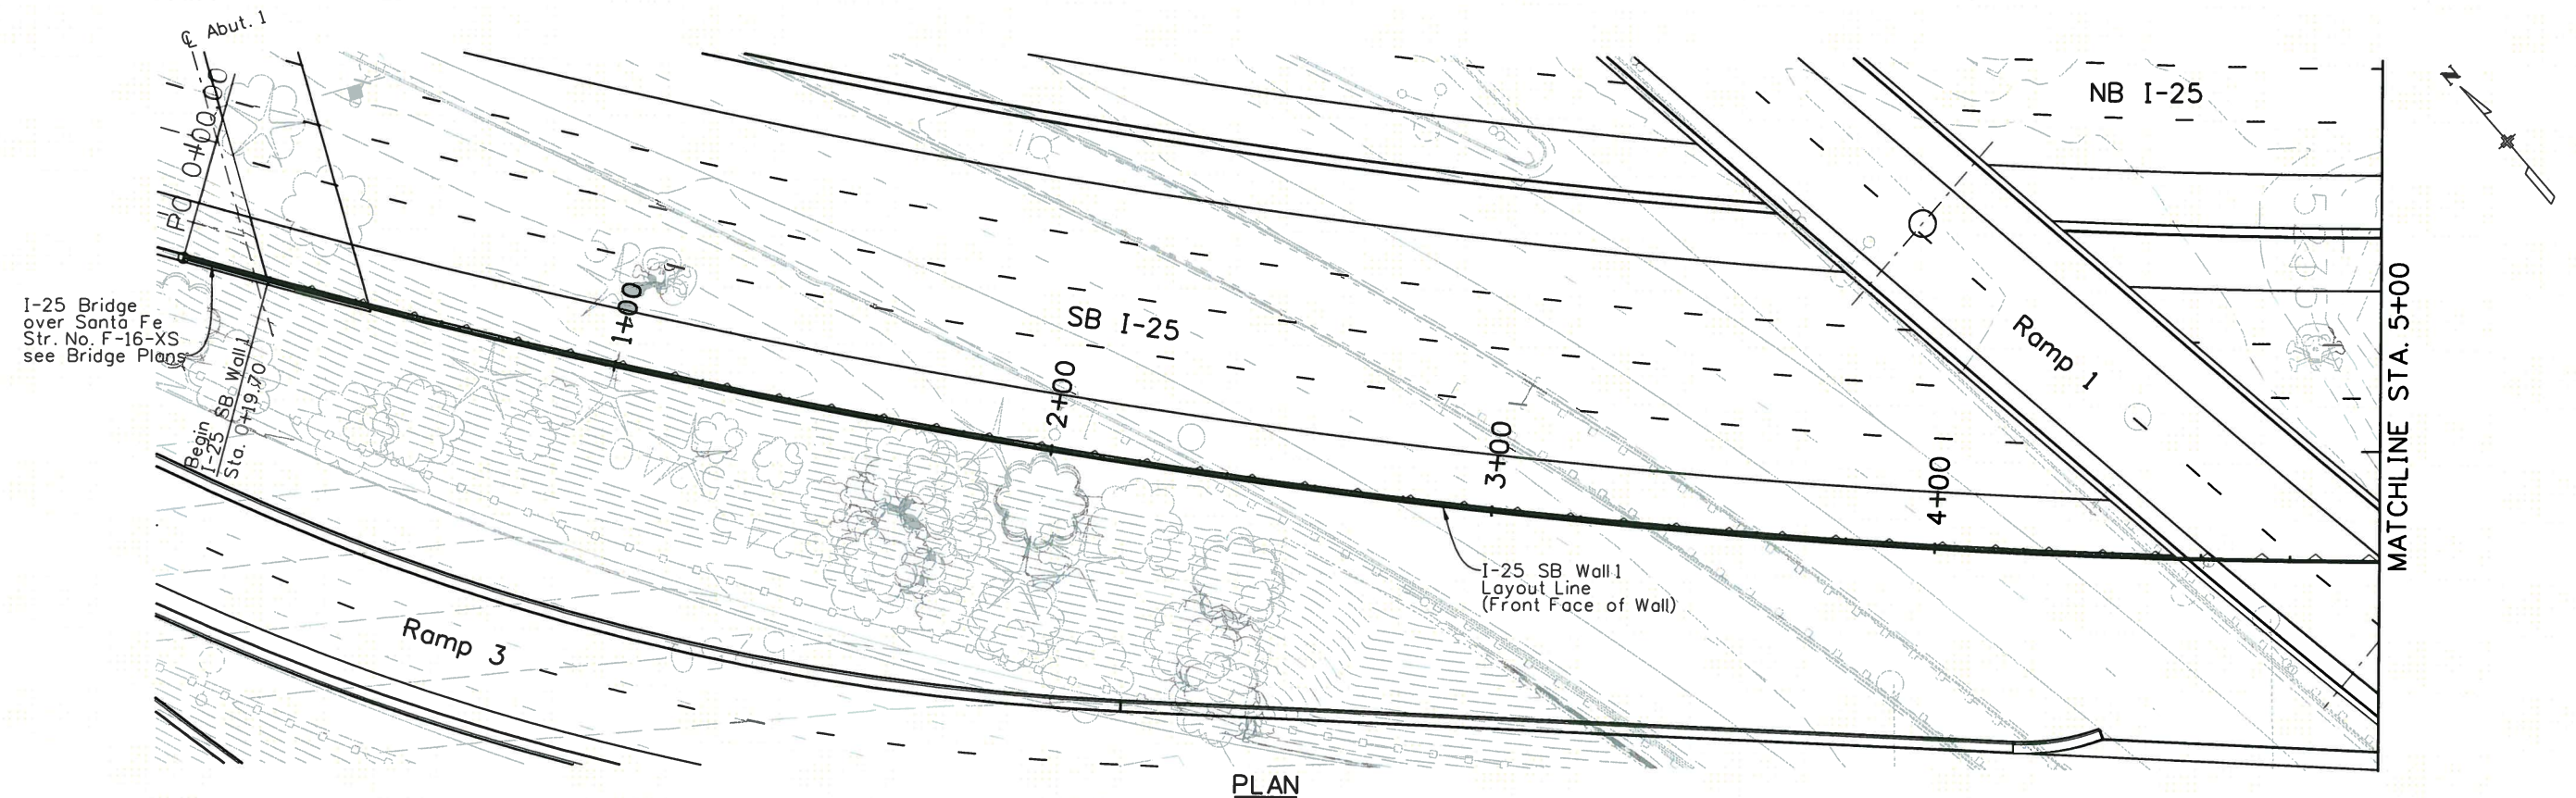 ℄ Abut. 1
PC 0+00.00
N
NB I-25
I-25 Bridge
over Santa Fe
Str. No. F-16-XS
see Bridge Plans
Begin
I-25 SB Wall 1
Sta. 0+19.70
1+00
SB I-25
2+00
3+00
4+00
Ramp 1
MATCHLINE STA. 5+00
I-25 SB Wall 1
Layout Line
(Front Face of Wall)
Ramp 3
5235
5250
PLAN